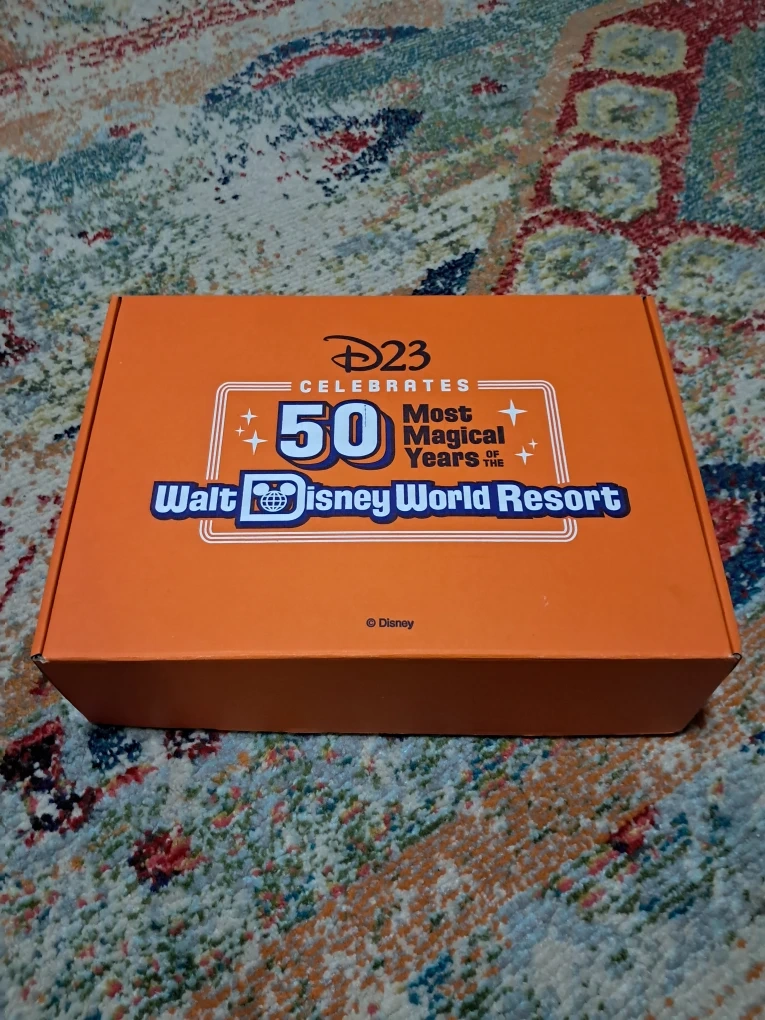 D23
CELEBRATES
50 Most
Magical
Years OF THE
Walt Disney World Resort
© Disney